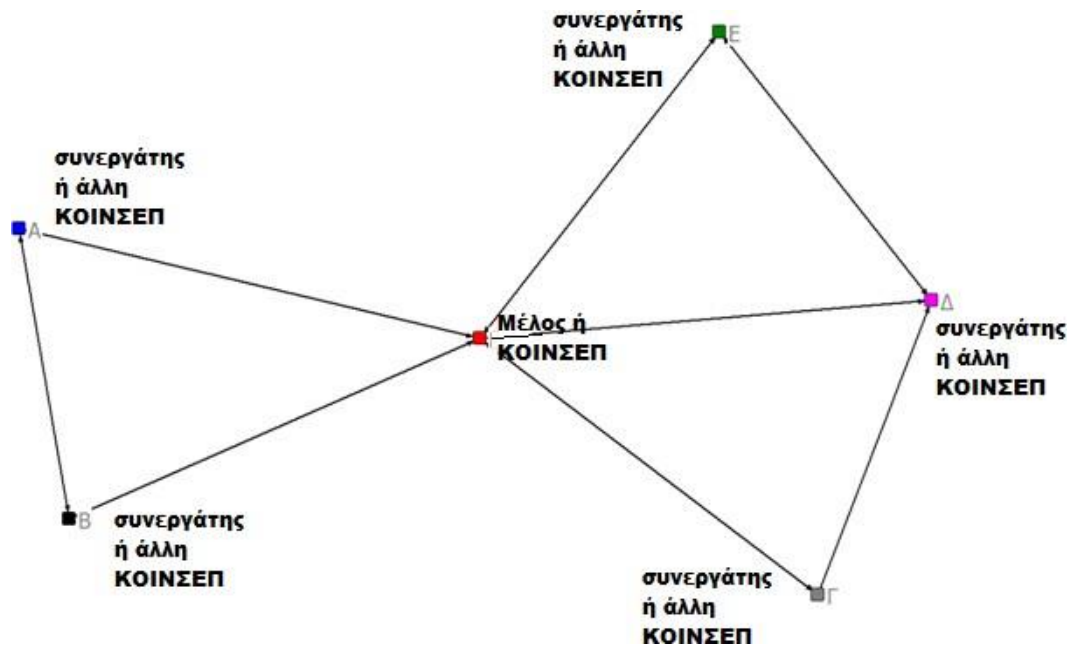 συνεργάτης
ή άλλη
ΚΟΙΝΣΕΠ
Ε
συνεργάτης
ή άλλη
ΚΟΙΝΣΕΠ
Α
Μέλος ή
ΚΟΙΝΣΕΠ
Δ
συνεργάτης
ή άλλη
ΚΟΙΝΣΕΠ
Β
συνεργάτης
ή άλλη
ΚΟΙΝΣΕΠ
συνεργάτης
ή άλλη
ΚΟΙΝΣΕΠ
Γ